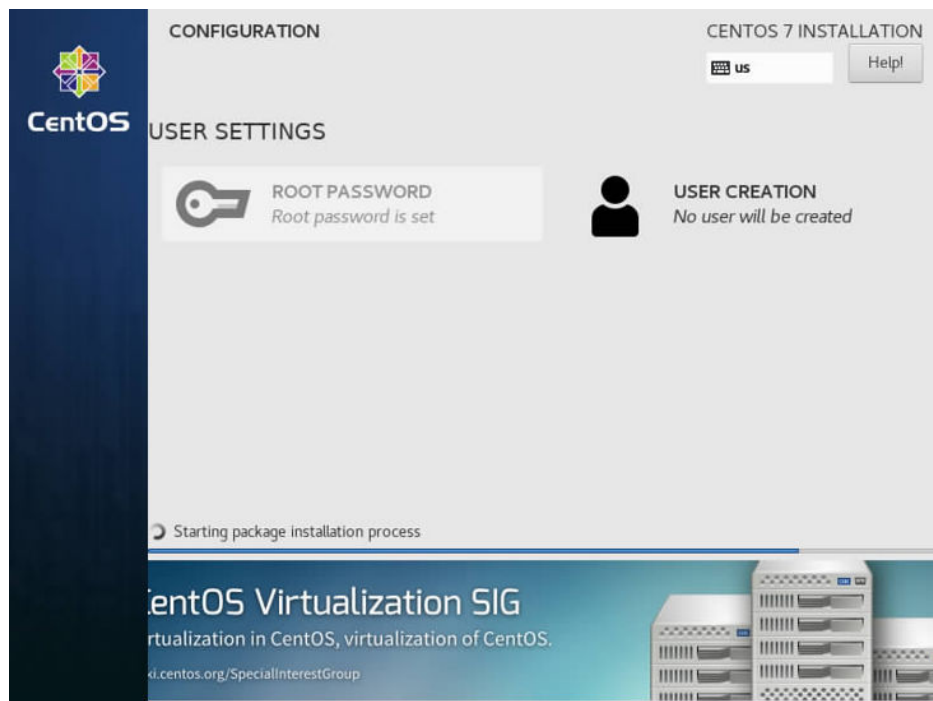 CONFIGURATION
CENTOS 7 INSTALLATION
us
Help!
CentOS
USER SETTINGS
ROOT PASSWORD
Root password is set
USER CREATION
No user will be created
Starting package installation process
entOS Virtualization SIG
rtualization in CentOS, virtualization of CentOS.
ki.centos.org/SpecialInterestGroup